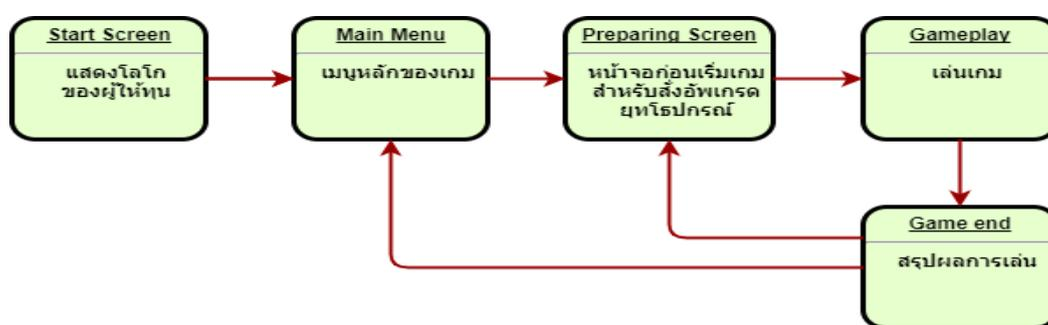 Start Screen
แสดงโลโก
ของผู้ให้ทุน
Main Menu
เมนูหลักของเกม
Preparing Screen
หน้าจอก่อนเริ่มเกม
สำหรับสั่งอัพเกรด
ยุทโธปกรณ์
Gameplay
เล่นเกม
Game end
สรุปผลการเล่น